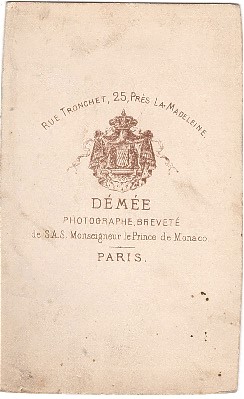 RUE TRONCHET, 25, PRÈS LA MADELEINE.
DÉMÉE
PHOTOGRAPHE, BREVETÉ
de S.A.S. Monseigneur le Prince de Monaco
PARIS.